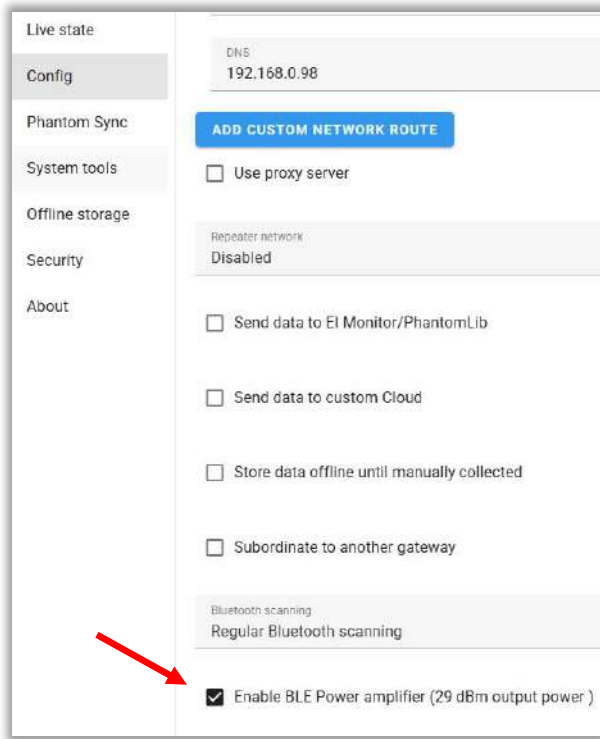 Live state
Config
Phantom Sync
System tools
Offline storage
Security
About
DNS
192.168.0.98
ADD CUSTOM NETWORK ROUTE
Use proxy server
Repeater network
Disabled
Send data to EI Monitor/PhantomLib
Send data to custom Cloud
Store data offline until manually collected
Subordinate to another gateway
Bluetooth scanning
Regular Bluetooth scanning
Enable BLE Power amplifier (29 dBm output power )